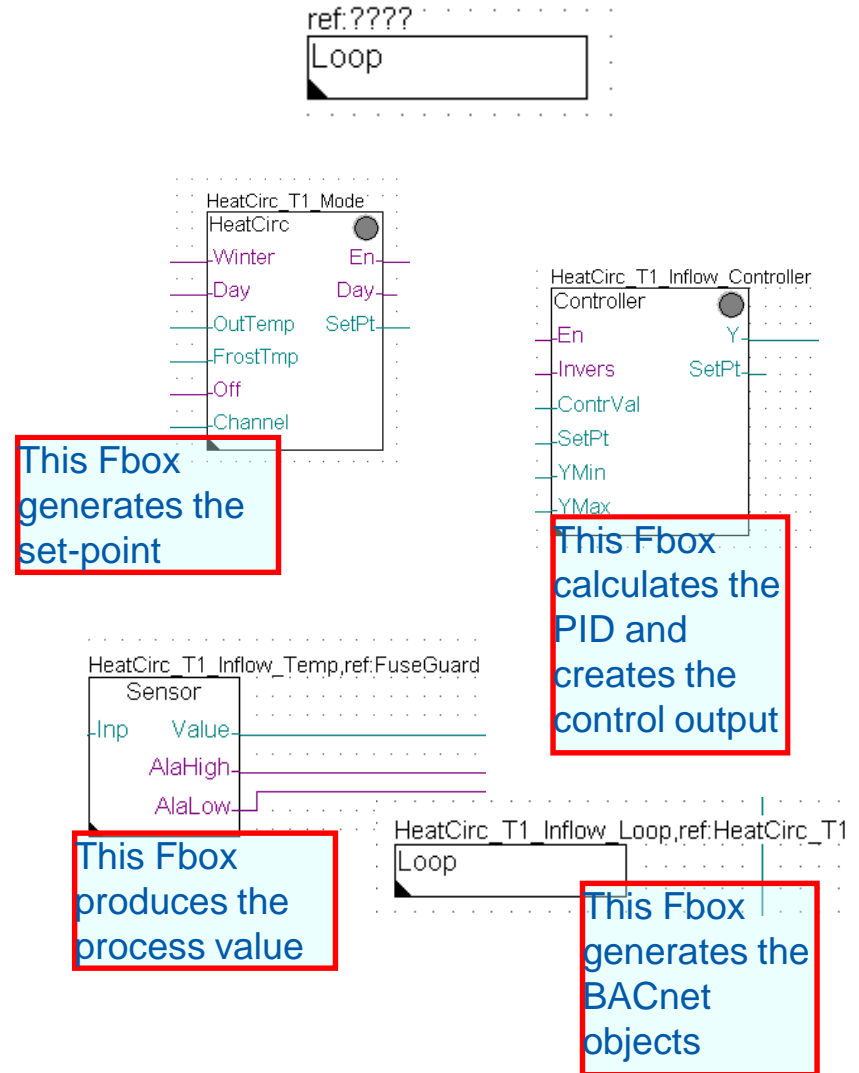 ref:????
Loop
HeatCirc_T1_Mode
HeatCirc
Winter En
Day Day
OutTemp SetPt
FrostTmp
Off
Channel
This Fbox
generates the
set-point
HeatCirc_T1_Inflow_Controller
Controller
En Y
Invers SetPt
ContrVal
SetPt
YMin
YMax
This Fbox
calculates the
PID and
creates the
control output
HeatCirc_T1_Inflow_Temp,ref:FuseGuard
Sensor
Inp Value
AlaHigh
AlaLow
This Fbox
produces the
process value
HeatCirc_T1_Inflow_Loop,ref:HeatCirc_T1
Loop
This Fbox
generates the
BACnet
objects